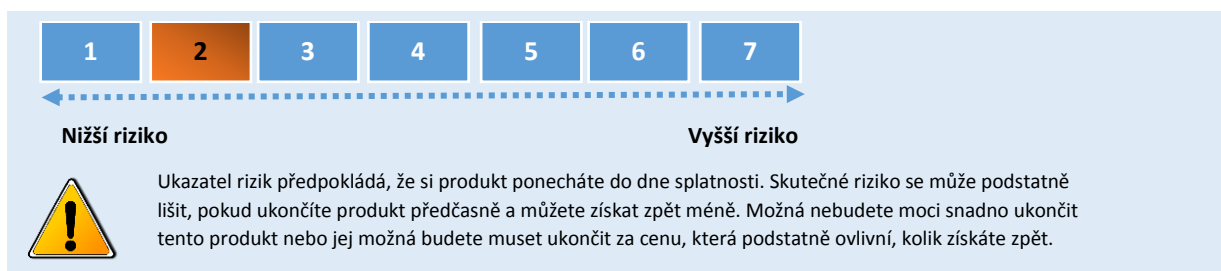 1 2 3 4 5 6 7
Nižší riziko Vyšší riziko
Ukazatel rizik předpokládá, že si produkt ponecháte do dne splatnosti. Skutečné riziko se může podstatně
lišit, pokud ukončíte produkt předčasně a můžete získat zpět méně. Možná nebudete moci snadno ukončit
tento produkt nebo jej možná budete muset ukončit za cenu, která podstatně ovlivní, kolik získáte zpět.